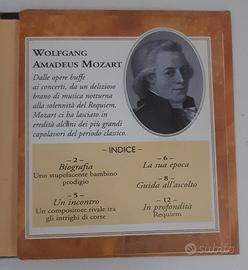 WOLFGANG
AMADEUS MOZART
Dalle opere buffe
ai concerti, da un delizioso
brano di musica notturna
alla solennità del Requiem,
Mozart ci ha lasciato in
eredità alcuni dei più grandi
capolavori del periodo classico.
– INDICE –
– 2 –
Biografia
Uno stupefacente bambino
prodigio
– 5 –
Un incontro
Un compositore rivale tra
gli intrighi di corte
– 6 –
La sua epoca
– 8 –
Guida all'ascolto
– 12 –
In profondità
Requiem
subito